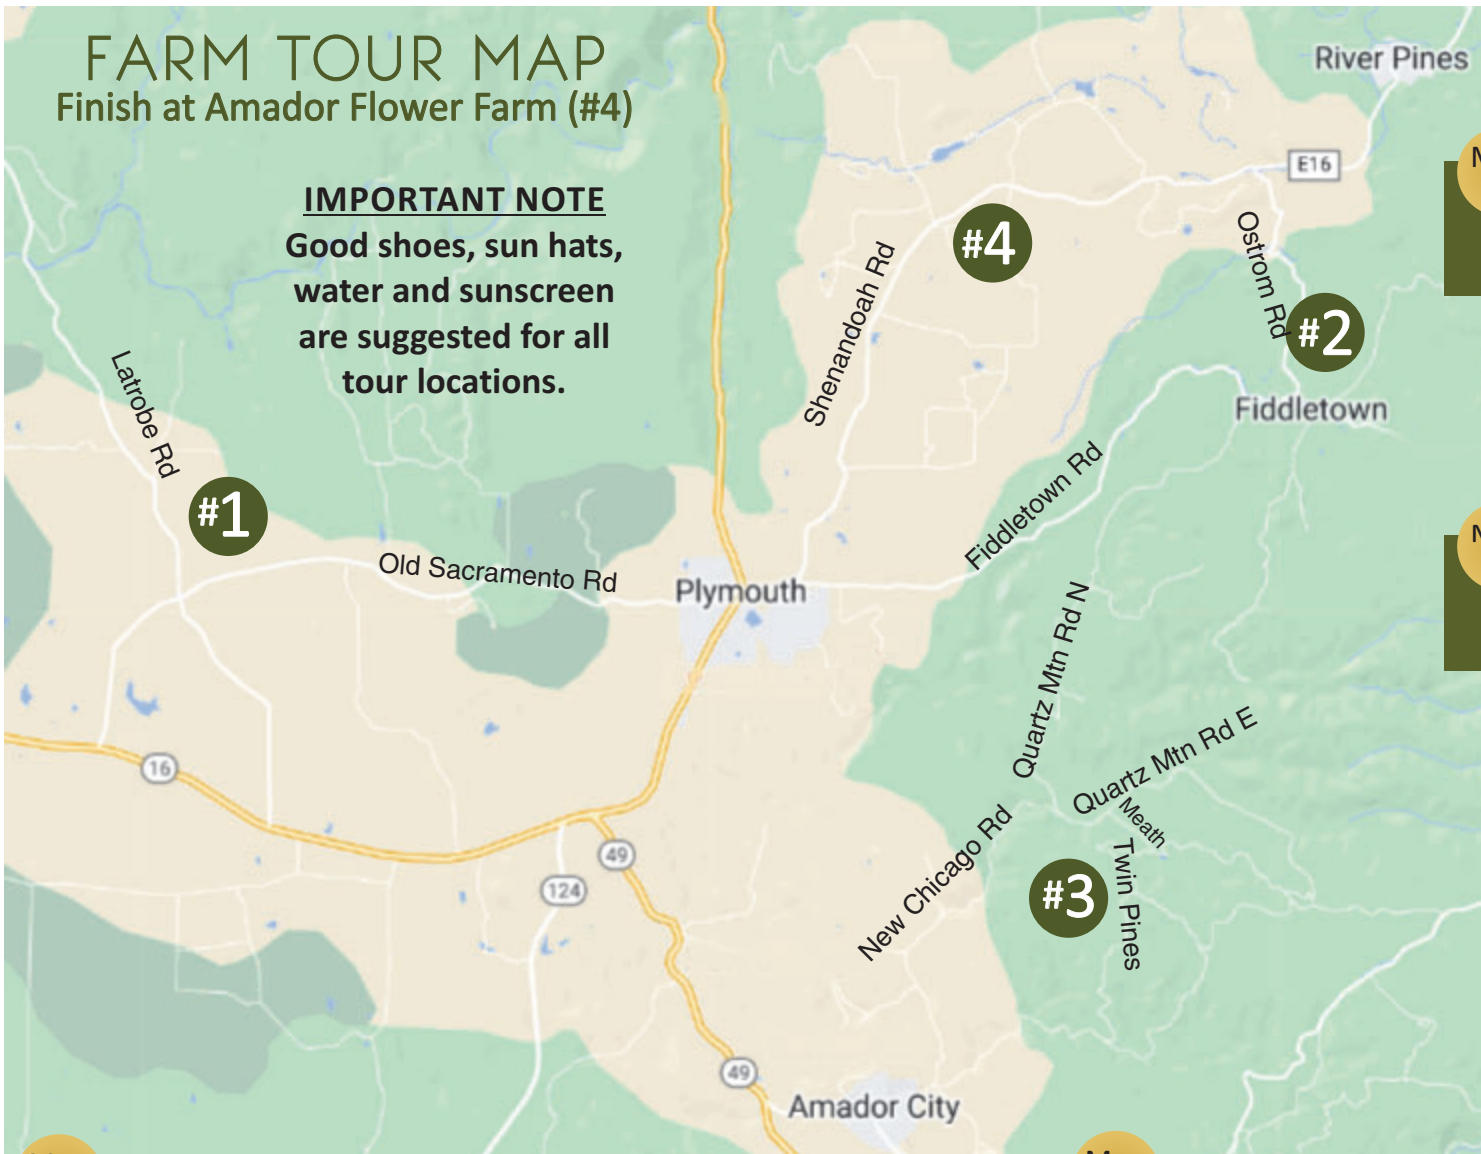 FARM TOUR MAP
Finish at Amador Flower Farm (#4)
IMPORTANT NOTE
Good shoes, sun hats,
water and sunscreen
are suggested for all
tour locations.
River Pines
E16
#4
Ostrom Rd
Shenandoah Rd
#2
Latrobe Rd
Fiddletown
#1
Fiddletown Rd
Old Sacramento Rd
Plymouth
Quartz Mtn Rd N
16
Quartz Mtn Rd E
Meath
New Chicago Rd
Twin Pines
49
124
#3
49
Amador City